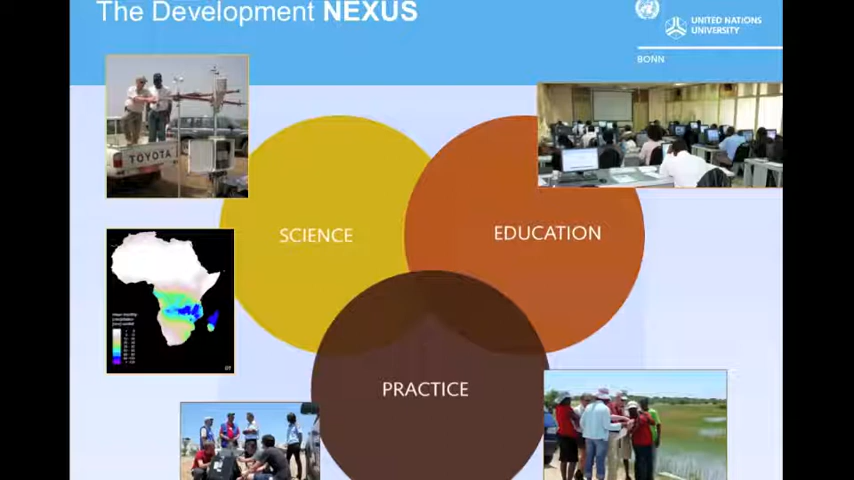 The Development NEXUS
UNITED NATIONS
UNIVERSITY
BONN
TOYOTA
SCIENCE
EDUCATION
PRACTICE